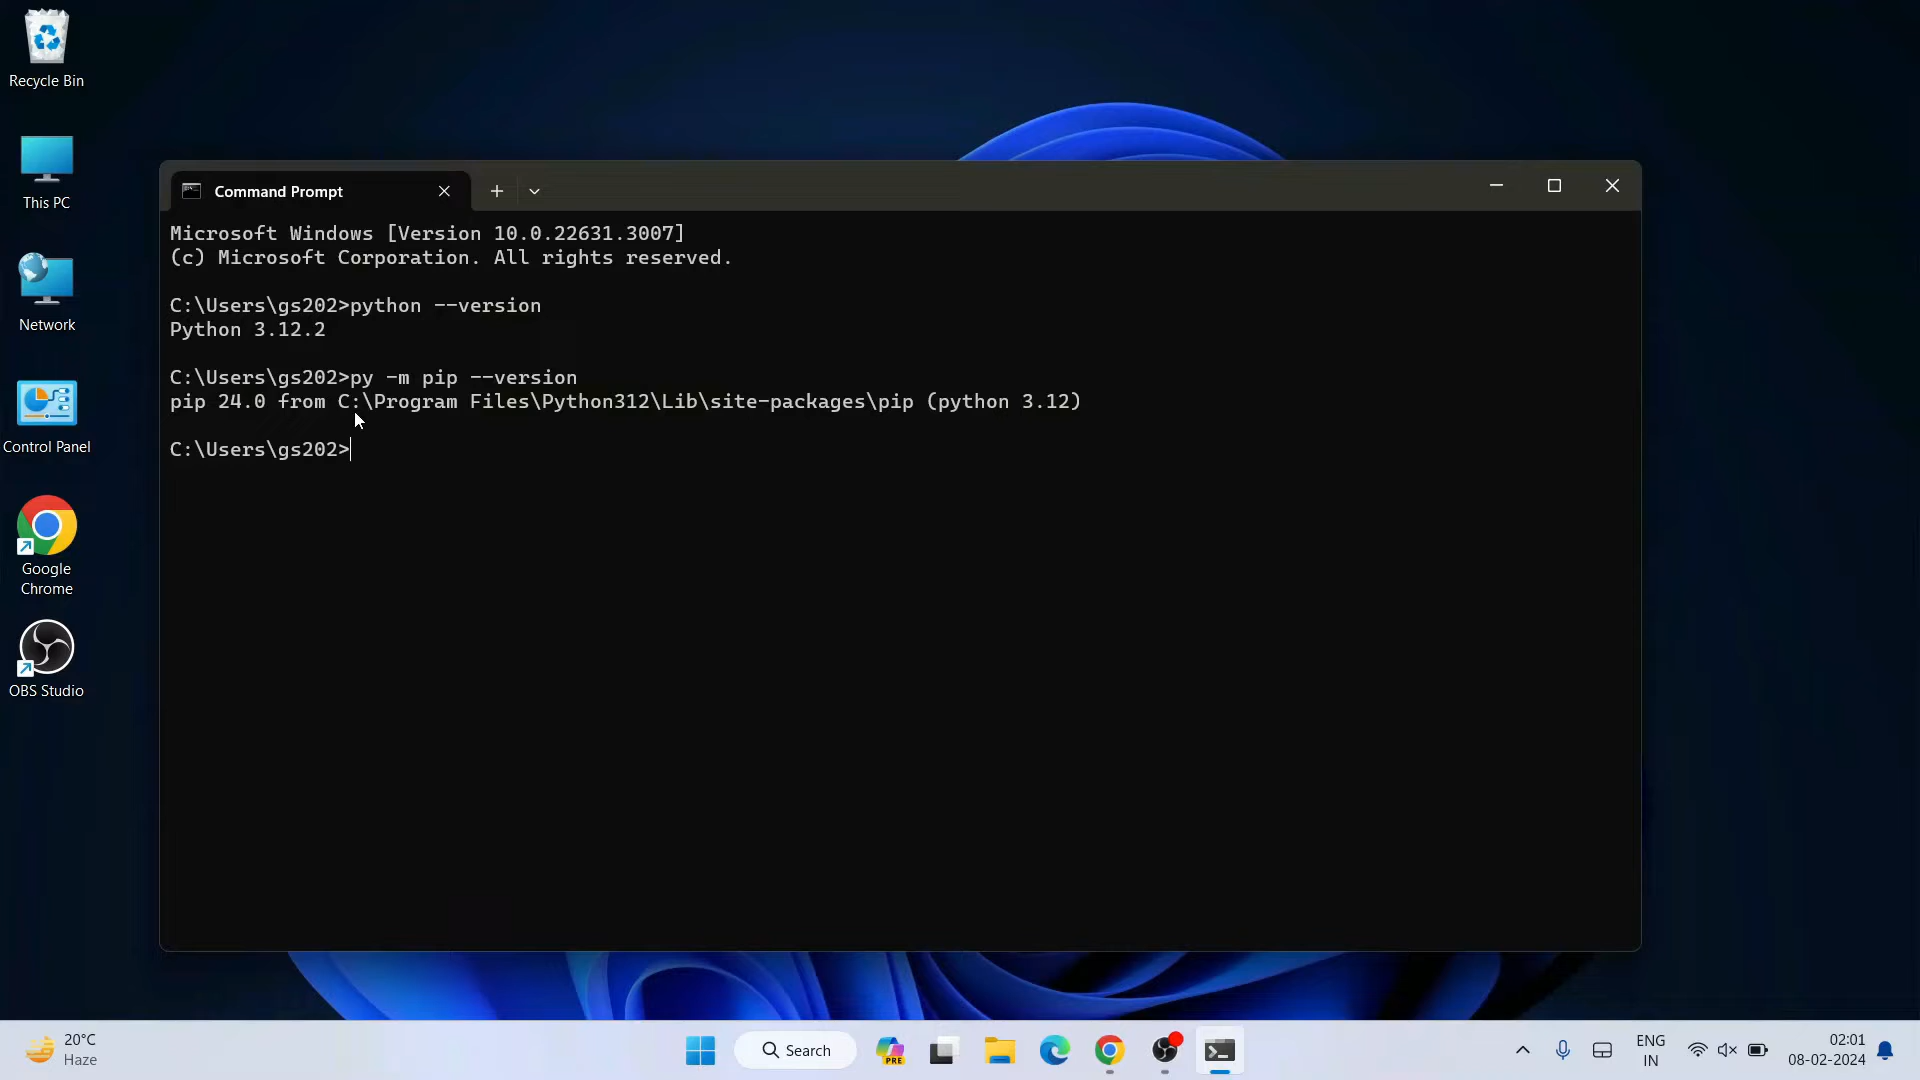 Recycle Bin
This PC
Network
Control Panel
Google
Chrome
OBS Studio
Command Prompt
Microsoft Windows [Version 10.0.22631.3007]
(c) Microsoft Corporation. All rights reserved.
C:\Users\gs202>python --version
Python 3.12.2
C:\Users\gs202>py -m pip --version
pip 24.0 from C:\Program Files\Python312\Lib\site-packages\pip (python 3.12)
C:\Users\gs202>
20°C
Haze
Search
PRE
ENG
IN
02:01
08-02-2024